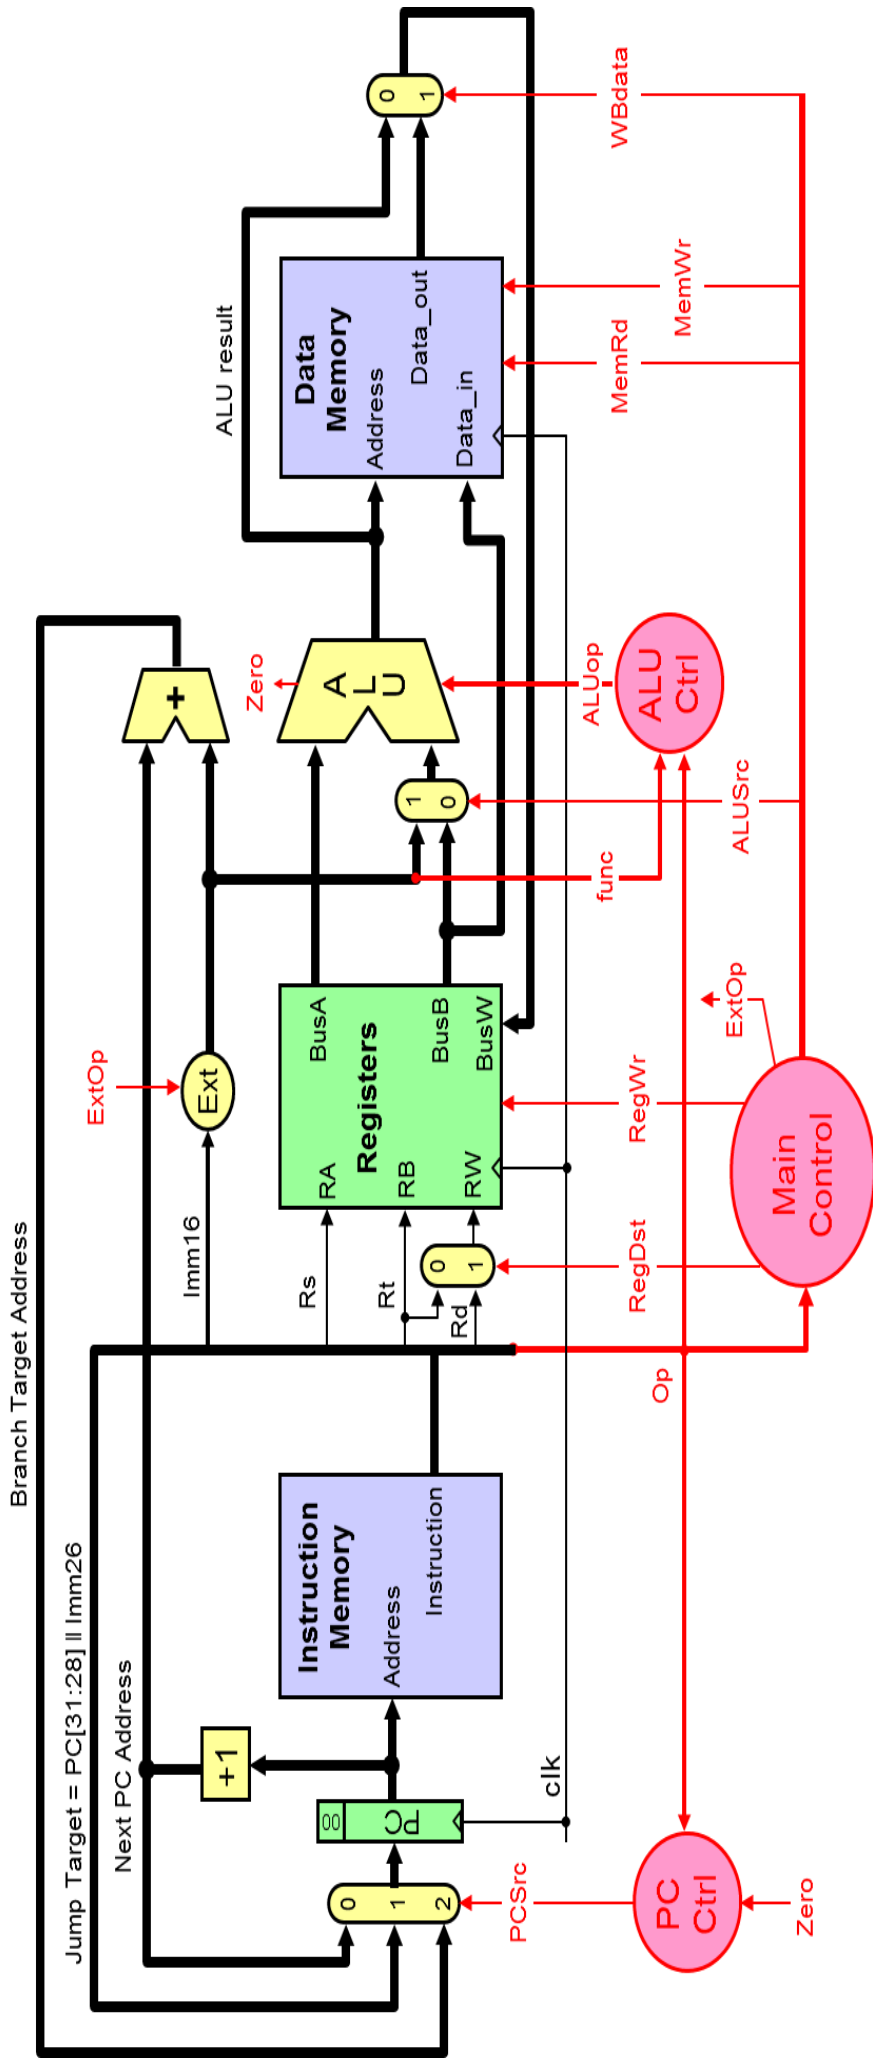 Branch Target Address
Jump Target = PC[31:28] || Imm26
Next PC Address
+1
00
PC
0
1
2
PCSrc
PC
Ctrl
Zero
clk
Instruction
Memory
Address
Instruction
Op
Imm16
Rs
Rt
Rd
0
1
RegDst
ExtOp
Ext
Registers
RA
RB
RW
BusA
BusB
BusW
RegWr
Main
Control
ExtOp
func
1
0
ALUSrc
+
Zero
A
L
U
ALUop
ALU
Ctrl
ALU result
Data
Memory
Address
Data_in
Data_out
MemRd
MemWr
0
1
WBdata